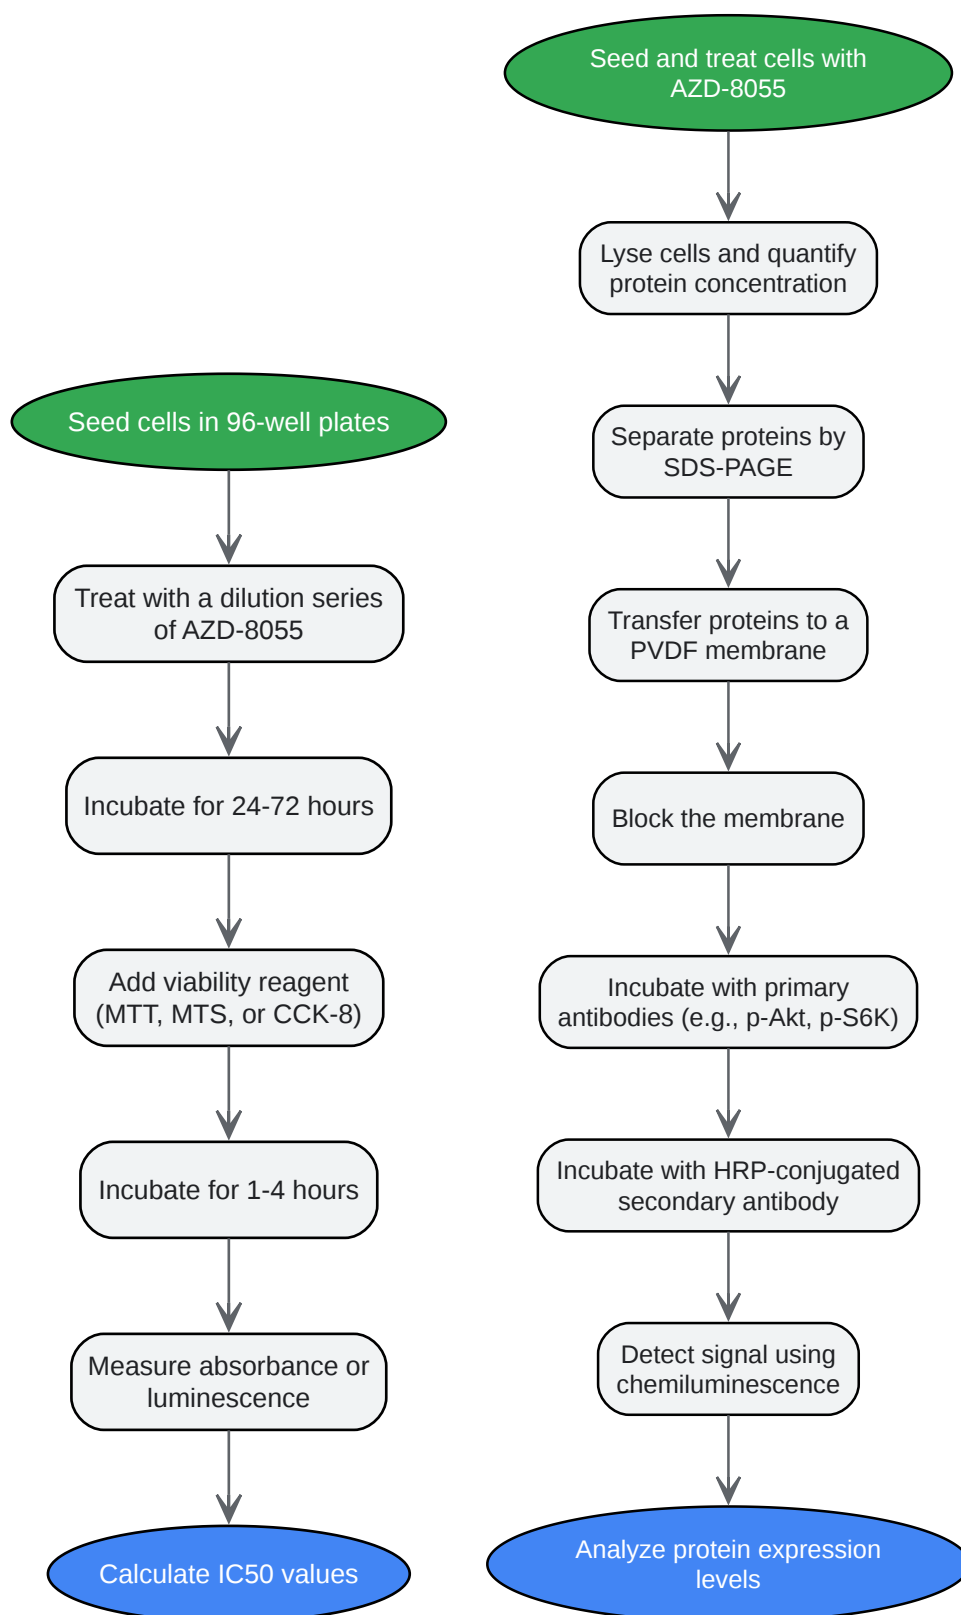 Seed cells in 96-well plates
Treat with a dilution series
of AZD-8055
Incubate for 24-72 hours
Add viability reagent
(MTT, MTS, or CCK-8)
Incubate for 1-4 hours
Measure absorbance or
luminescence
Calculate IC50 values
Seed and treat cells with
AZD-8055
Lyse cells and quantify
protein concentration
Separate proteins by
SDS-PAGE
Transfer proteins to a
PVDF membrane
Block the membrane
Incubate with primary
antibodies (e.g., p-Akt, p-S6K)
Incubate with HRP-conjugated
secondary antibody
Detect signal using
chemiluminescence
Analyze protein expression
levels